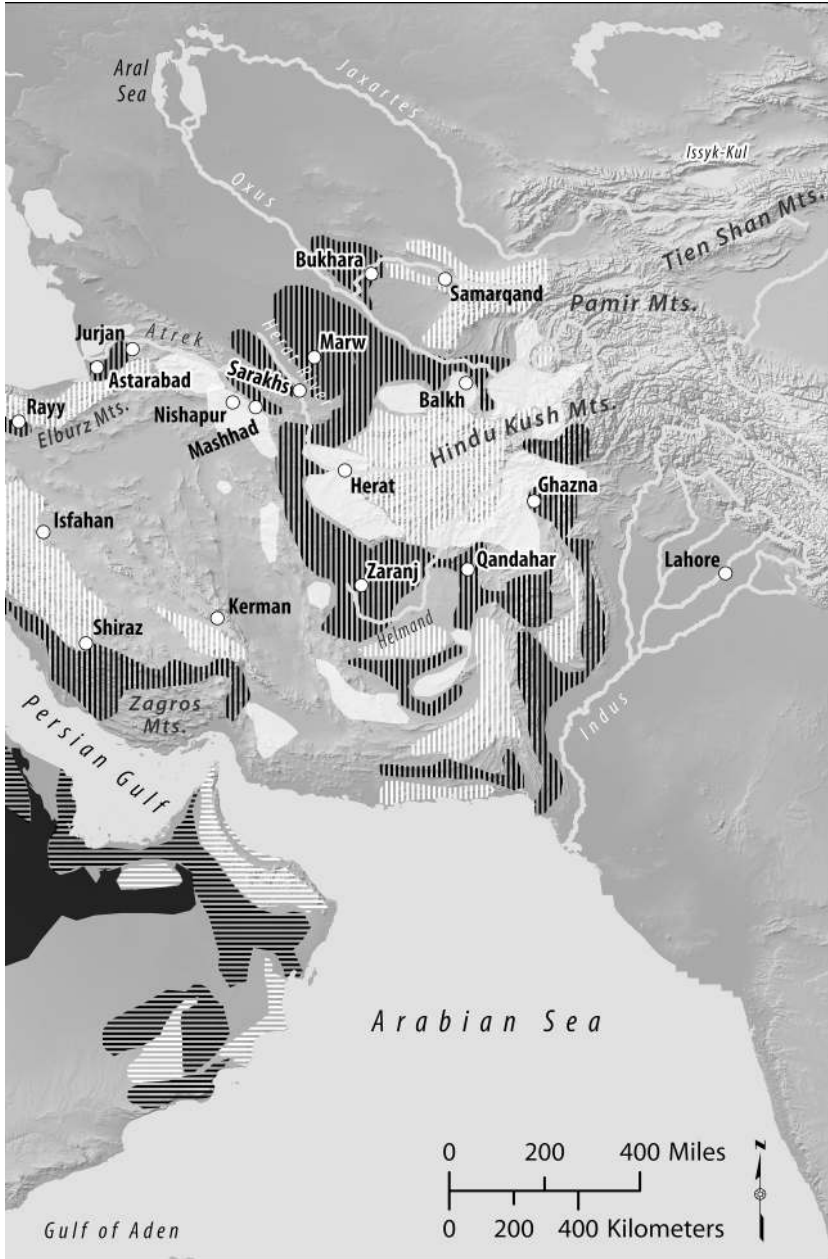 Aral
Sea
Jaxartes
Issyk-Kul
Oxus
Tien Shan Mts.
Bukhara
Samarqand
Pamir Mts.
Jurjan
Atrek
Herat River
Marw
Astarabad
Sarakhs
Balkh
Rayy
Elburz Mts.
Nishapur
Mashhad
Hindu Kush Mts.
Herat
Ghazna
Isfahan
Zaranj
Qandahar
Lahore
Kerman
Shiraz
Helmand
Zagros
Mts.
Indus
Persian Gulf
Arabian Sea
0 200 400 Miles
0 200 400 Kilometers
N
Gulf of Aden